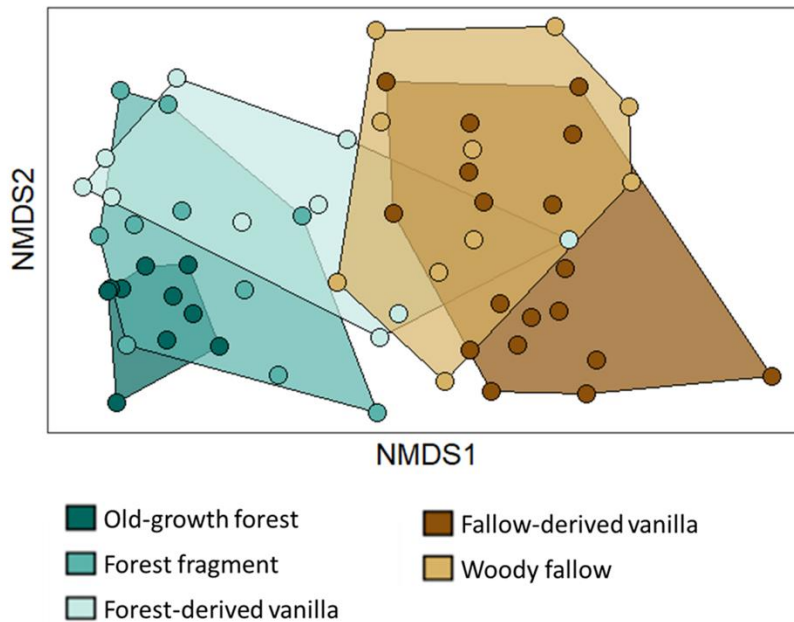 NMDS2
NMDS1
Old-growth forest
Forest fragment
Forest-derived vanilla
Fallow-derived vanilla
Woody fallow